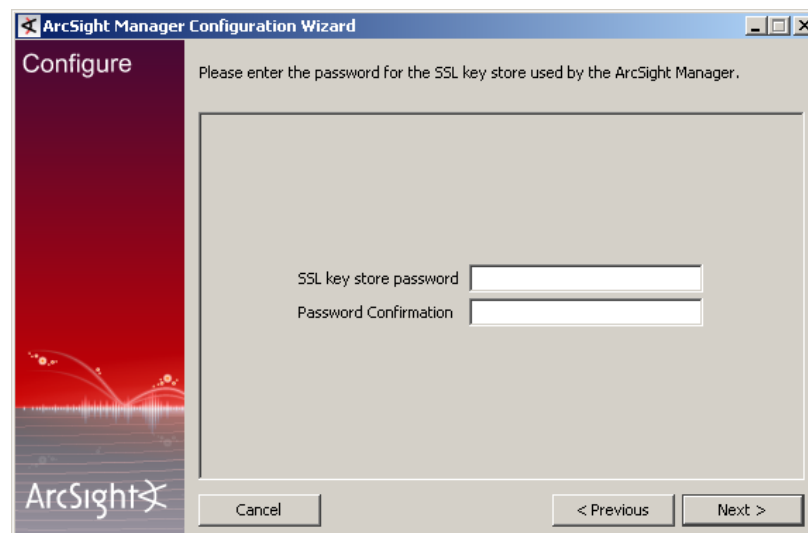 ArcSight Manager Configuration Wizard
Configure
Please enter the password for the SSL key store used by the ArcSight Manager.
SSL key store password
Password Confirmation
ArcSight
Cancel
< Previous
Next >